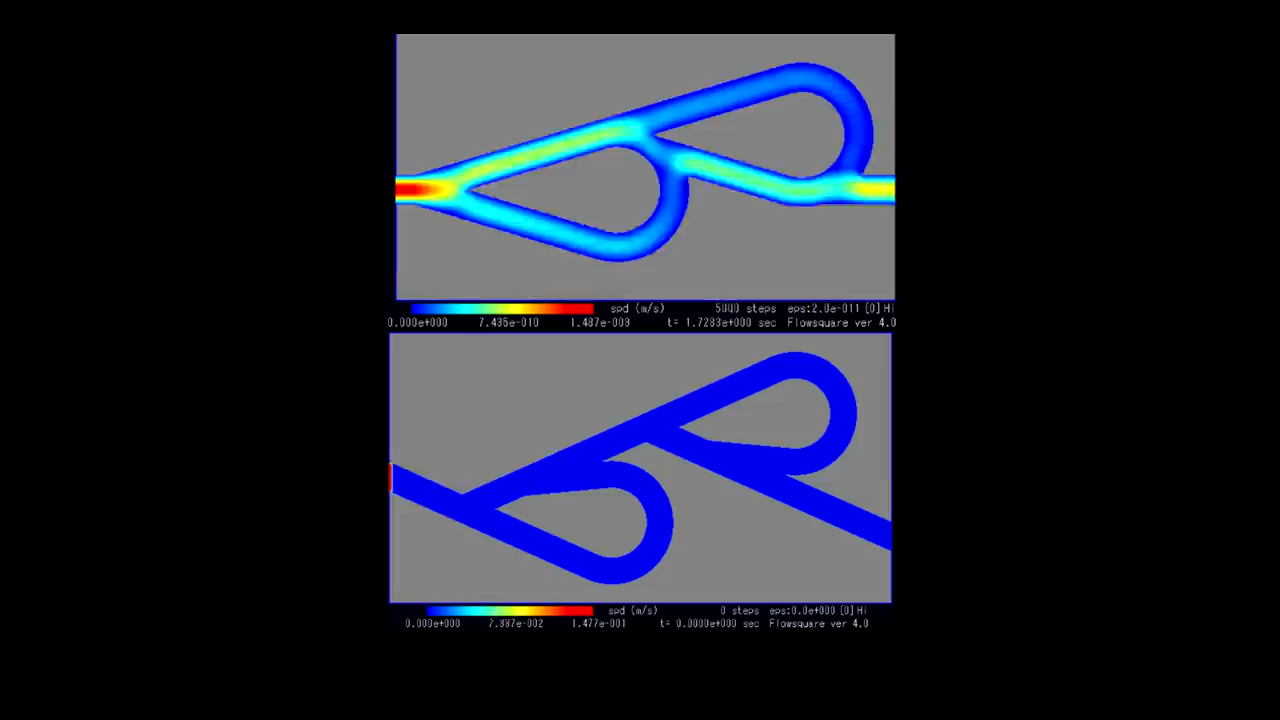 spd (m/s) 5000 steps eps:2.0e-011 [0]Hi
0.000e+000 7.435e-010 1.487e-009 t= 1.7283e+000 sec Flowsquare ver 4.0
spd (m/s) 0 steps eps:0.0e+000 [0]Hi
0.000e+000 7.387e-002 1.477e-001 t= 0.0000e+000 sec Flowsquare ver 4.0